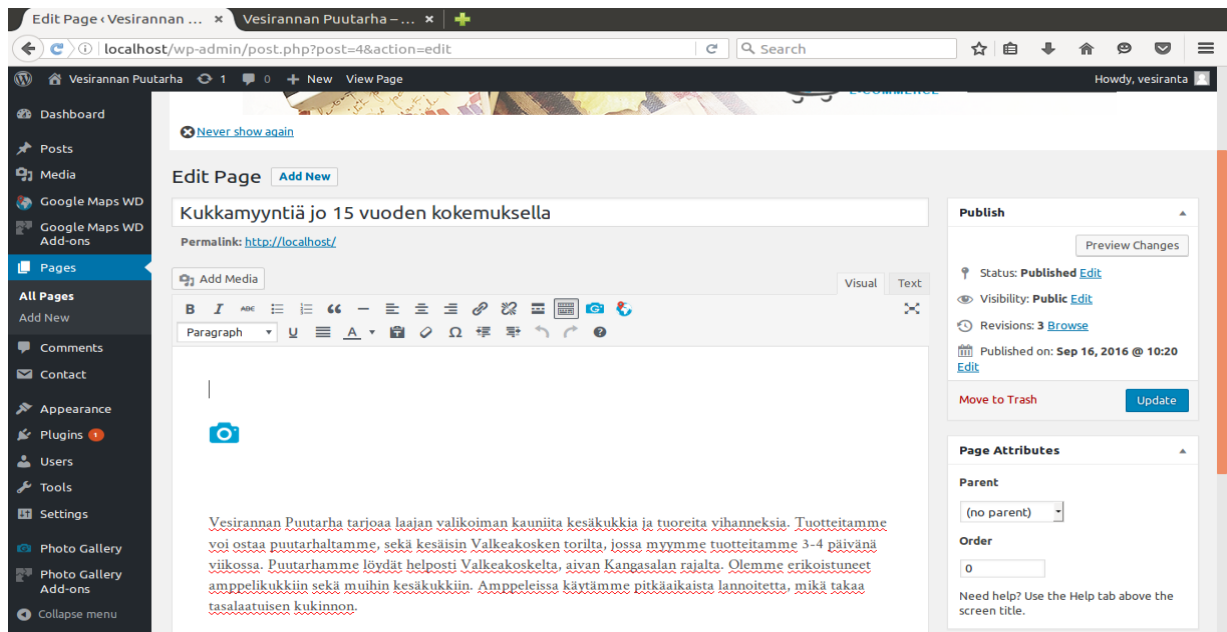 Edit Page ‹ Vesirannan ... × Vesirannan Puutarha – ... ×
localhost/wp-admin/post.php?post=4&action=edit Search
Vesirannan Puutarha 1 0 + New View Page Howdy, vesiranta
E-COMMERCE
Never show again
Dashboard
Posts
Media
Google Maps WD
Google Maps WD
Add-ons
Pages
All Pages
Add New
Comments
Contact
Appearance
Plugins 1
Users
Tools
Settings
Photo Gallery
Photo Gallery
Add-ons
Collapse menu
Edit Page Add New
Kukkamyyntiä jo 15 vuoden kokemuksella
Permalink: http://localhost/
Add Media
Visual Text
B I ABC
Paragraph U A Ω
Vesirannan Puutarha tarjoaa laajan valikoiman kauniita kesäkukkia ja tuoreita vihanneksia. Tuotteitamme
voi ostaa puutarhaltamme, sekä kesäisin Valkeakosken torilta, jossa myymme tuotteitamme 3-4 päivänä
viikossa. Puutarhamme löydät helposti Valkeakoskelta, aivan Kangasalan rajalta. Olemme erikoistuneet
amppelikukkiin sekä muihin kesäkukkiin. Amppeleissa käytämme pitkäaikaista lannoitetta, mikä takaa
tasalaatuisen kukinnon.
Publish
Preview Changes
Status: Published Edit
Visibility: Public Edit
Revisions: 3 Browse
Published on: Sep 16, 2016 @ 10:20
Edit
Move to Trash Update
Page Attributes
Parent
(no parent)
Order
0
Need help? Use the Help tab above the
screen title.